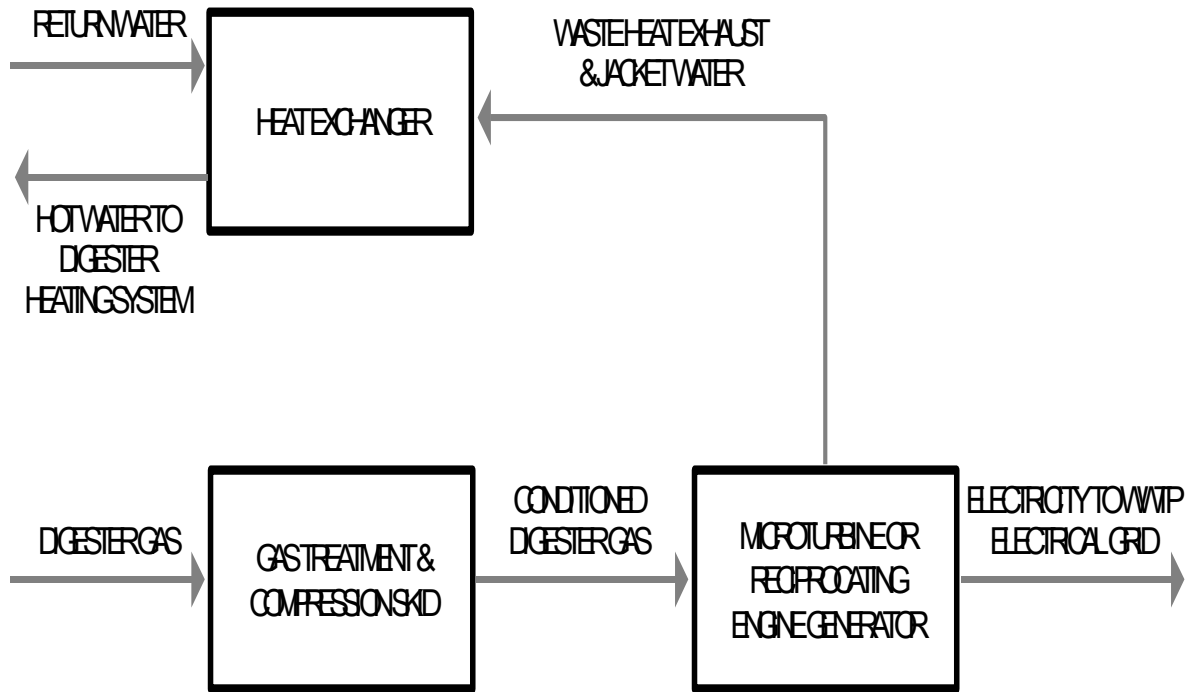 RETURN WATER
WASTE HEAT EXHAUST
& JACKET WATER
HEAT EXCHANGER
HOT WATER TO
DIGESTER
HEATING SYSTEM
DIGESTER GAS
GAS TREATMENT &
COMPRESSION SKID
CONDITIONED
DIGESTER GAS
MICROTURBINE OR
RECIPROCATING
ENGINE GENERATOR
ELECTRICITY TO WWTP
ELECTRICAL GRID